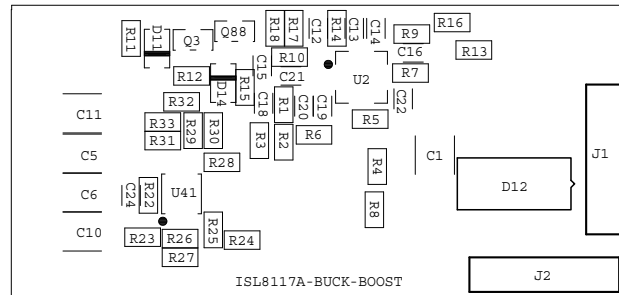 R11
D11
Q3
Q88
R18
R17
C12
R14
C13
C14
R9
R16
R13
C16
R10
R12
D14
R15
C15
C21
U2
R7
C11
R32
C18
R1
C20
C19
C22
R33
R29
R30
R5
R31
R3
R2
R6
C5
R28
C1
J1
R4
D12
C6
C24
R22
U41
R8
C10
R23
R26
R25
R24
R27
ISL8117A-BUCK-BOOST
J2